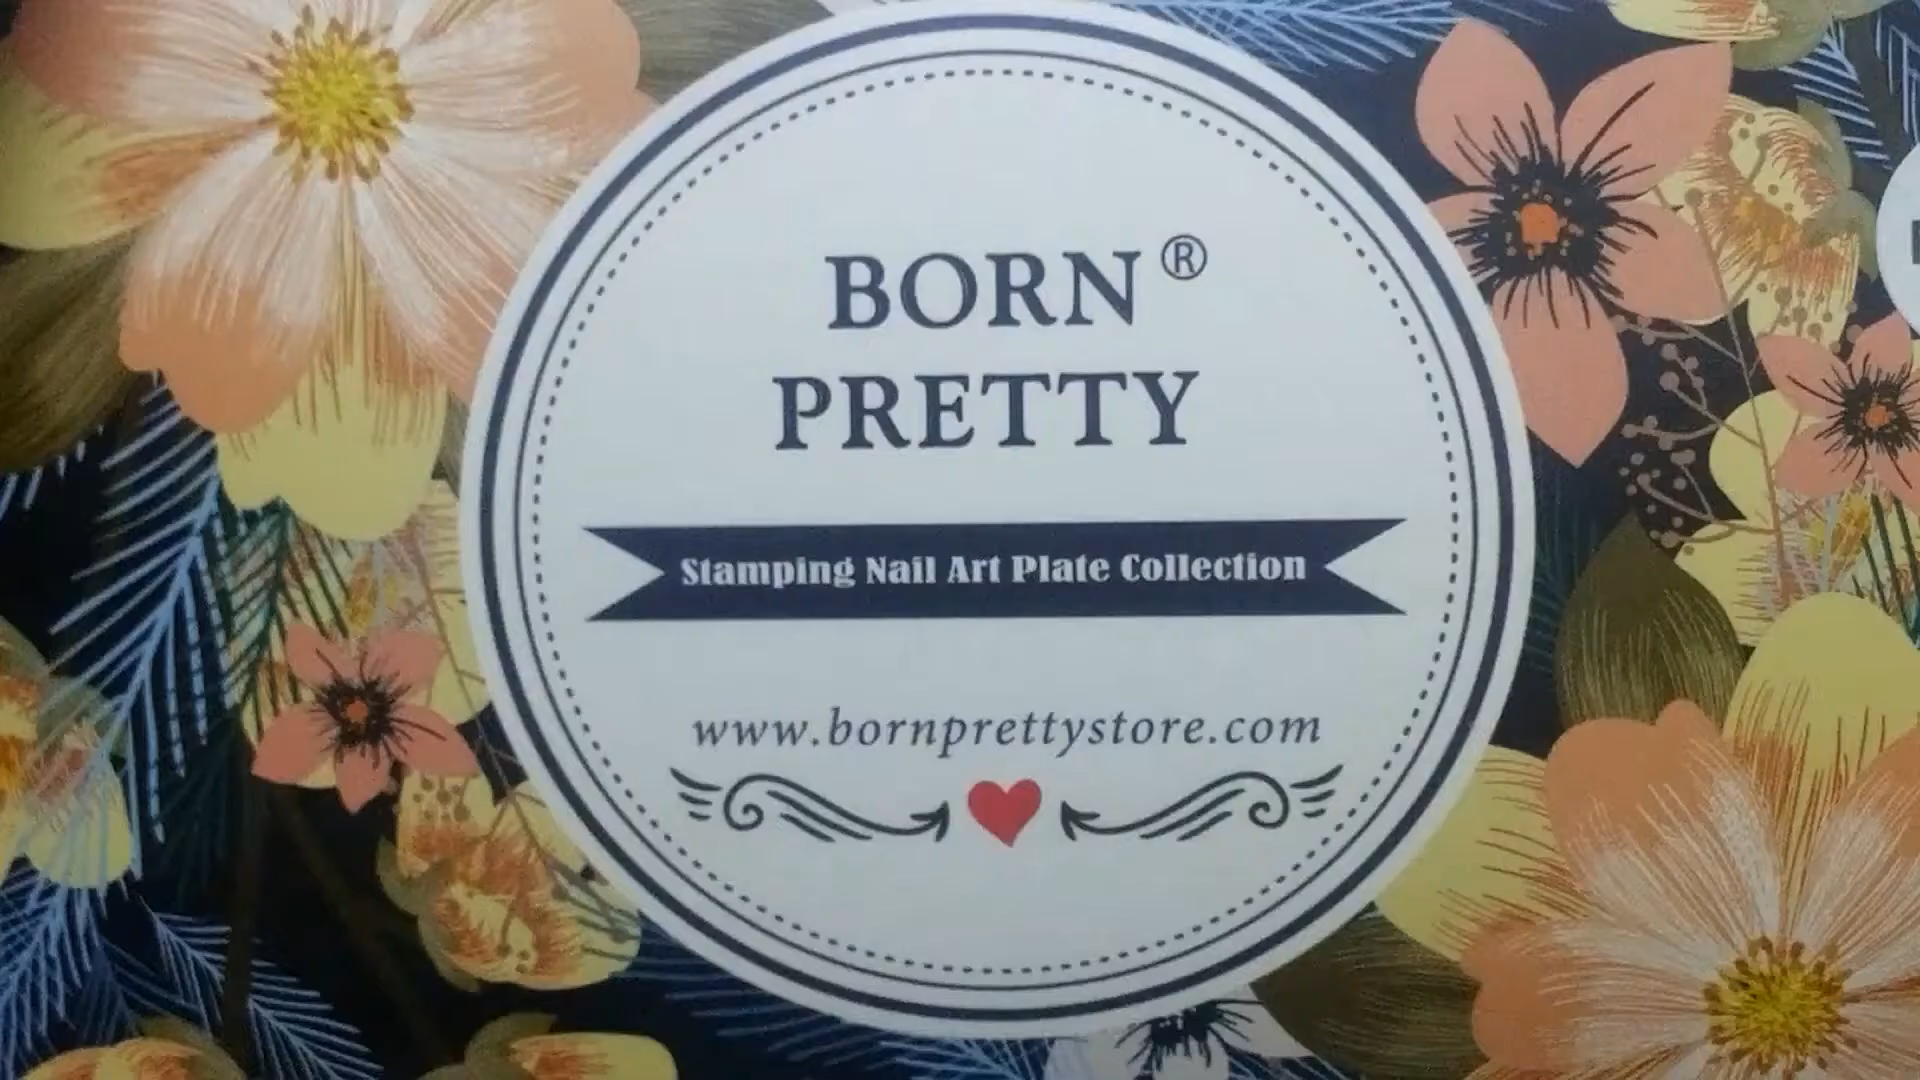 BORN ®
PRETTY
Stamping Nail Art Plate Collection
www.bornprettystore.com